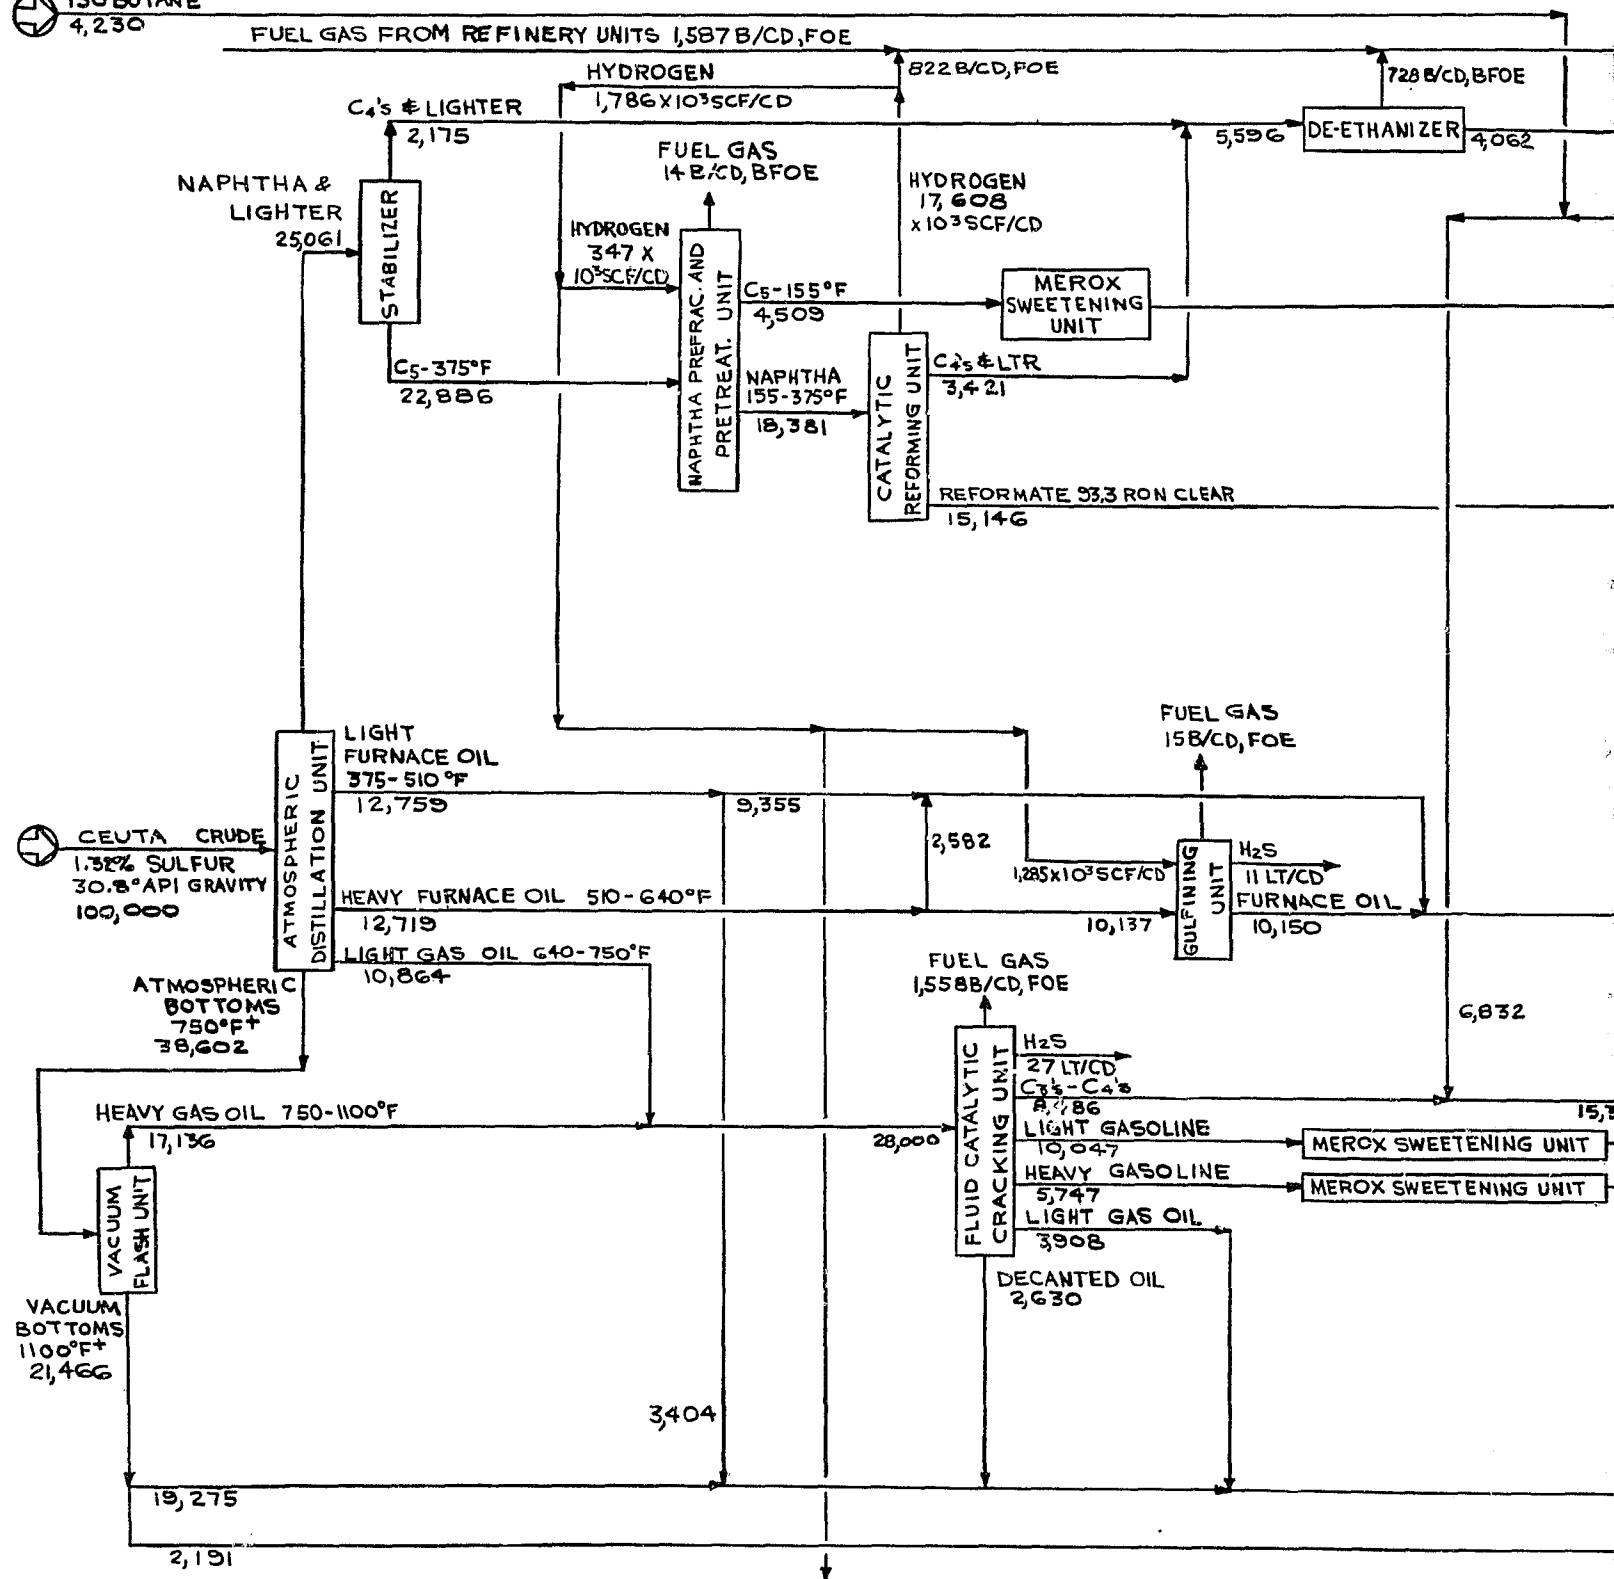 ISOBUTANE
4,230
FUEL GAS FROM REFINERY UNITS 1,587 B/CD, FOE
822 B/CD, FOE
728 B/CD, BFOE
HYDROGEN
1,786 X 10³ SCF/CD
C₄'s & LIGHTER
2,175
5,596
DE-ETHANIZER
4,062
FUEL GAS
14 B/CD, BFOE
NAPHTHA &
LIGHTER
25,061
STABILIZER
HYDROGEN
347 X
10³ SCF/CD
NAPHTHA PREFRAC. AND
PRETREAT. UNIT
HYDROGEN
17,608
X 10³ SCF/CD
C₅-155°F
4,509
MEROX
SWEETENING
UNIT
C₅-375°F
22,886
NAPHTHA
155-375°F
18,381
CATALYTIC
REFORMING UNIT
C₄'s & LTR
3,421
REFORMATE 93.3 RON CLEAR
15,146
LIGHT
FURNACE OIL
375-510°F
12,759
9,355
FUEL GAS
15 B/CD, FOE
ATMOSPHERIC
DISTILLATION UNIT
CEUTA CRUDE
1.32% SULFUR
30.8° API GRAVITY
100,000
2,582
1,285 X 10³ SCF/CD
GULFINING
UNIT
H₂S
11 LT/CD
HEAVY FURNACE OIL 510-640°F
12,719
10,137
FURNACE OIL
10,150
LIGHT GAS OIL 640-750°F
10,864
ATMOSPHERIC
BOTTOMS
750°F+
38,602
FUEL GAS
1,558 B/CD, FOE
6,832
FLUID CATALYTIC
CRACKING UNIT
H₂S
27 LT/CD
C₃'s-C₄'s
15,3
HEAVY GAS OIL 750-1100°F
17,136
28,000
LIGHT GASOLINE
10,047
MEROX SWEETENING UNIT
HEAVY GASOLINE
5,747
MEROX SWEETENING UNIT
LIGHT GAS OIL
3,908
VACUUM
FLASH UNIT
DECANTED OIL
2,630
VACUUM
BOTTOMS
1100°F+
21,466
3,404
19,275
2,191